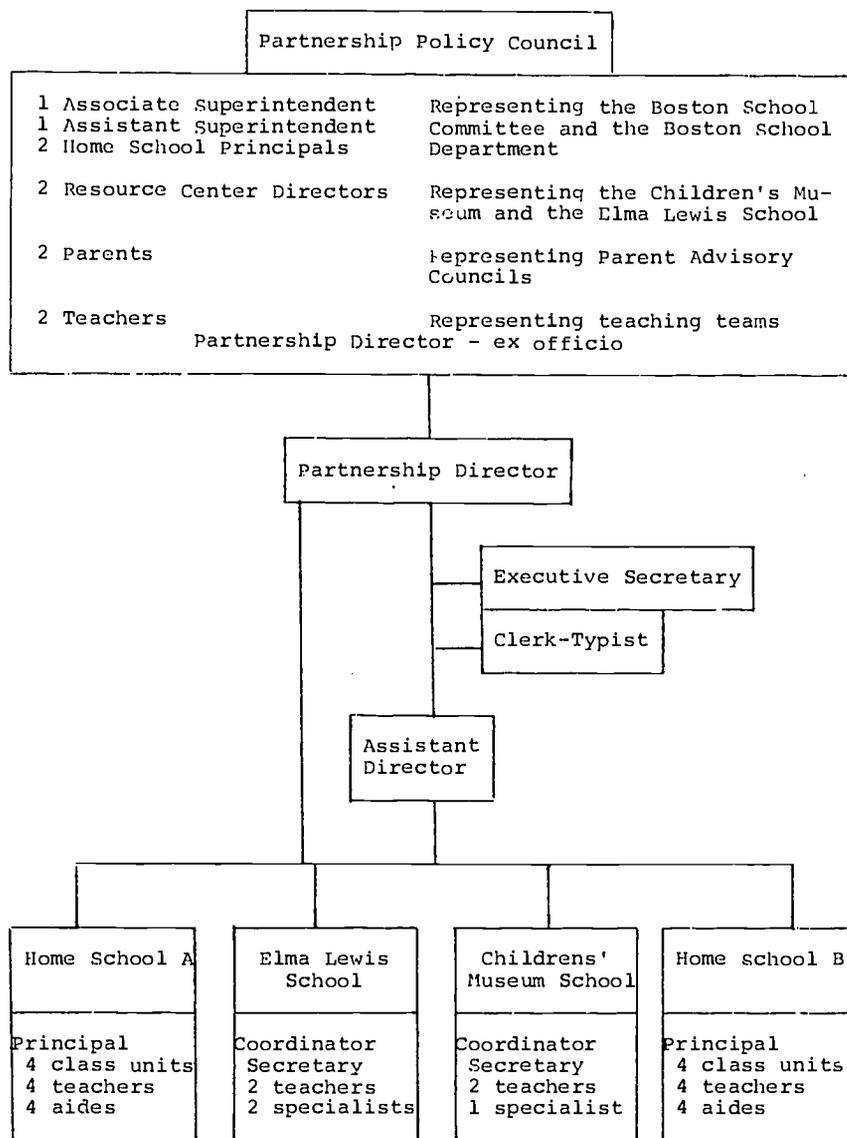 Partnership Policy Council
1 Associate Superintendent Representing the Boston School
1 Assistant Superintendent Committee and the Boston School
2 Home School Principals Department
2 Resource Center Directors Representing the Children's Mu-
seum and the Elma Lewis School
2 Parents Representing Parent Advisory
Councils
2 Teachers Representing teaching teams
Partnership Director - ex officio
Partnership Director
Executive Secretary
Clerk-Typist
Assistant
Director
Home School A
Principal
4 class units
4 teachers
4 aides
Elma Lewis
School
Coordinator
Secretary
2 teachers
2 specialists
Childrens'
Museum School
Coordinator
Secretary
2 teachers
1 specialist
Home School B
Principal
4 class units
4 teachers
4 aides